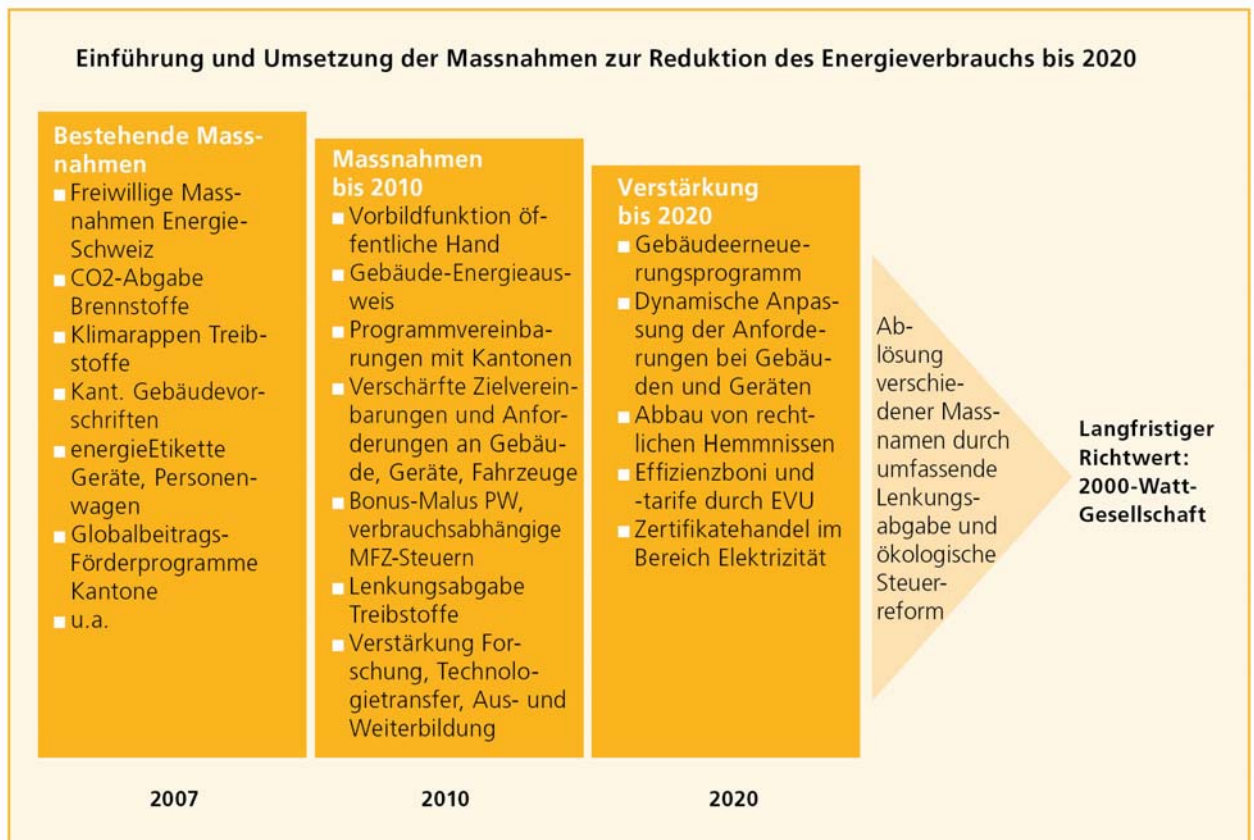 Einführung und Umsetzung der Massnahmen zur Reduktion des Energieverbrauchs bis 2020
Bestehende Mass-
nahmen
Freiwillige Mass-
nahmen Energie-
Schweiz
CO2-Abgabe
Brennstoffe
Klimarappen Treib-
stoffe
Kant. Gebäudevor-
schriften
energieEtikette
Geräte, Personen-
wagen
Globalbeitrags-
Förderprogramme
Kantone
u.a.
2007
Massnahmen
bis 2010
Vorbildfunktion öf-
fentliche Hand
Gebäude-Energieaus-
weis
Programmvereinba-
rungen mit Kantonen
Verschärfte Zielverein-
barungen und Anfor-
derungen an Gebäu-
de, Geräte, Fahrzeuge
Bonus-Malus PW,
verbrauchsabhängige
MFZ-Steuern
Lenkungsabgabe
Treibstoffe
Verstärkung For-
schung, Technolo-
gietransfer, Aus- und
Weiterbildung
2010
Verstärkung
bis 2020
Gebäudeerneue-
rungsprogramm
Dynamische Anpas-
sung der Anforde-
rungen bei Gebäu-
den und Geräten
Abbau von recht-
lichen Hemmnissen
Effizienzboni und
-tarife durch EVU
Zertifikatehandel im
Bereich Elektrizität
2020
Ab-
lösung
verschie-
dener Mass-
namen durch
umfassende
Lenkungs-
abgabe und
ökologische
Steuer-
reform
Langfristiger
Richtwert:
2000-Watt-
Gesellschaft